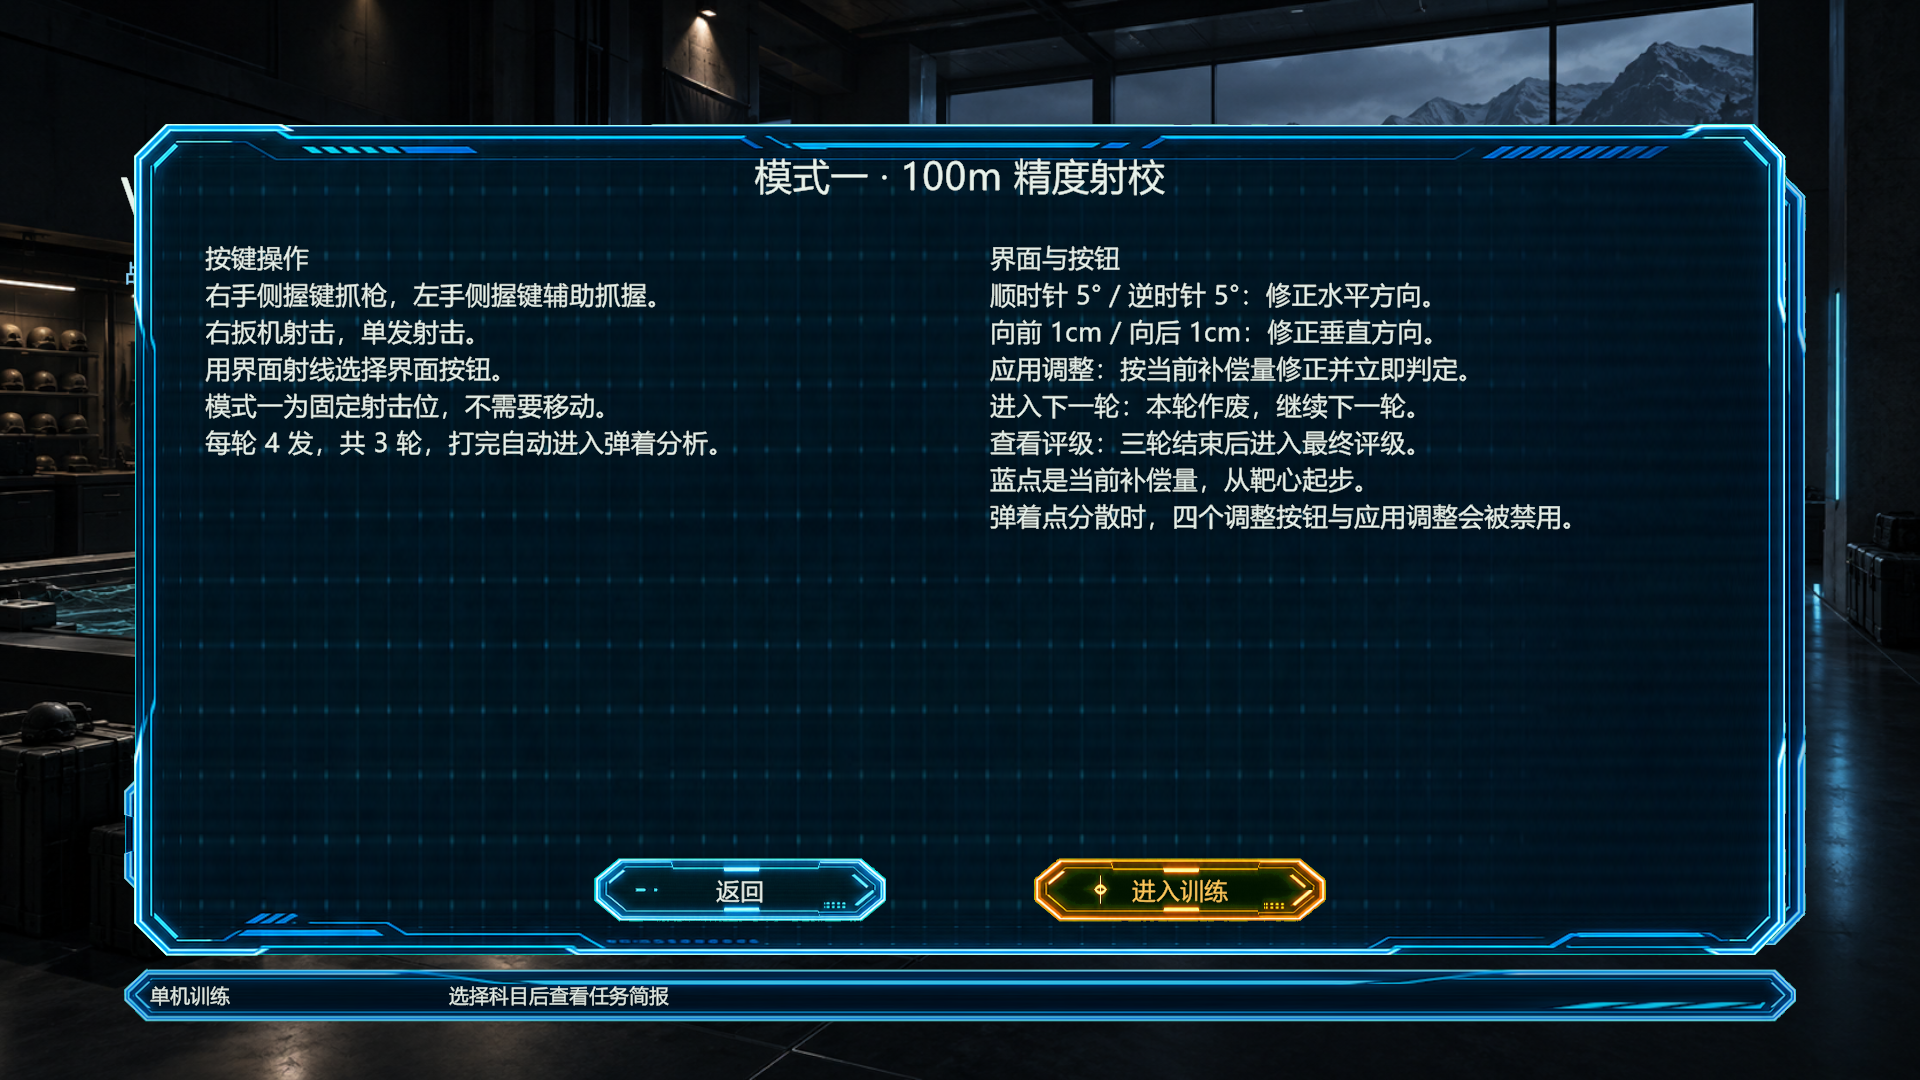 模式一 · 100m 精度射校
按键操作
右手侧握键抓枪，左手侧握键辅助抓握。
右扳机射击，单发射击。
用界面射线选择界面按钮。
模式一为固定射击位，不需要移动。
每轮 4 发，共 3 轮，打完自动进入弹着分析。
界面与按钮
顺时针 5° / 逆时针 5°：修正水平方向。
向前 1cm / 向后 1cm：修正垂直方向。
应用调整：按当前补偿量修正并立即判定。
进入下一轮：本轮作废，继续下一轮。
查看评级：三轮结束后进入最终评级。
蓝点是当前补偿量，从靶心起步。
弹着点分散时，四个调整按钮与应用调整会被禁用。
返回
进入训练
单机训练
选择科目后查看任务简报